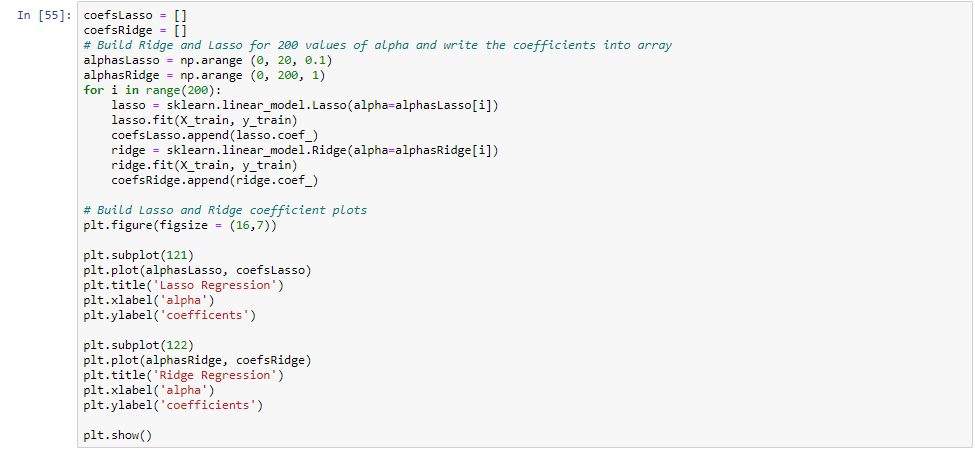 In [55]: coefsLasso = []
coefsRidge = []
# Build Ridge and Lasso for 200 values of alpha and write the coefficients into array
alphasLasso = np.arange (0, 20, 0.1)
alphasRidge = np.arange (0, 200, 1)
for i in range(200):
    lasso = sklearn.linear_model.Lasso(alpha=alphasLasso[i])
    lasso.fit(X_train, y_train)
    coefsLasso.append(lasso.coef_)
    ridge = sklearn.linear_model.Ridge(alpha=alphasRidge[i])
    ridge.fit(X_train, y_train)
    coefsRidge.append(ridge.coef_)

# Build Lasso and Ridge coefficient plots
plt.figure(figsize = (16,7))

plt.subplot(121)
plt.plot(alphasLasso, coefsLasso)
plt.title('Lasso Regression')
plt.xlabel('alpha')
plt.ylabel('coefficents')

plt.subplot(122)
plt.plot(alphasRidge, coefsRidge)
plt.title('Ridge Regression')
plt.xlabel('alpha')
plt.ylabel('coefficients')

plt.show()